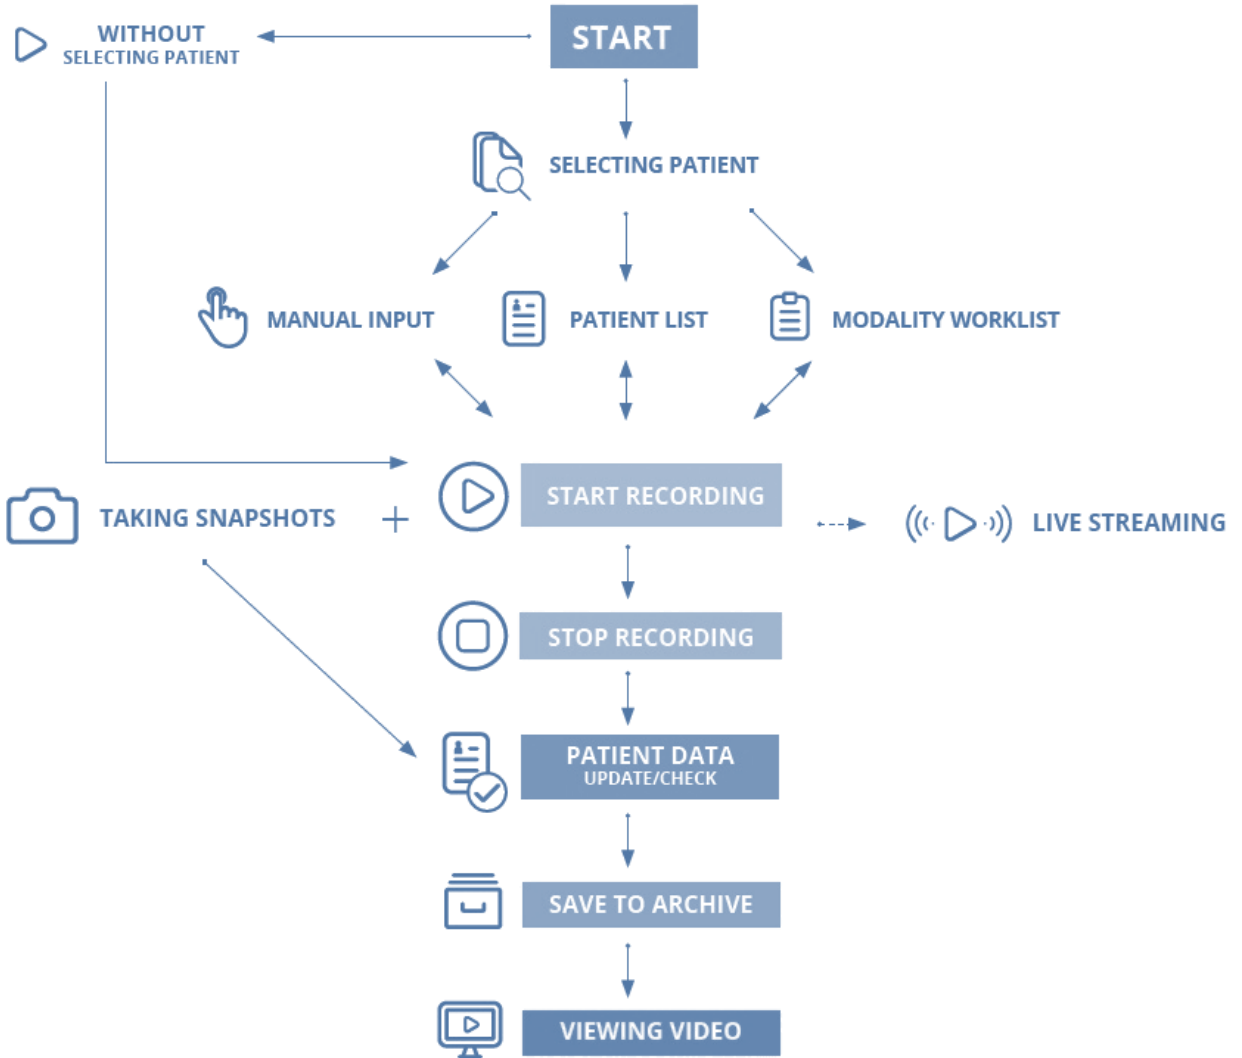 WITHOUT
SELECTING PATIENT
START
SELECTING PATIENT
MANUAL INPUT
PATIENT LIST
MODALITY WORKLIST
TAKING SNAPSHOTS
+
START RECORDING
LIVE STREAMING
STOP RECORDING
PATIENT DATA
UPDATE/CHECK
SAVE TO ARCHIVE
VIEWING VIDEO